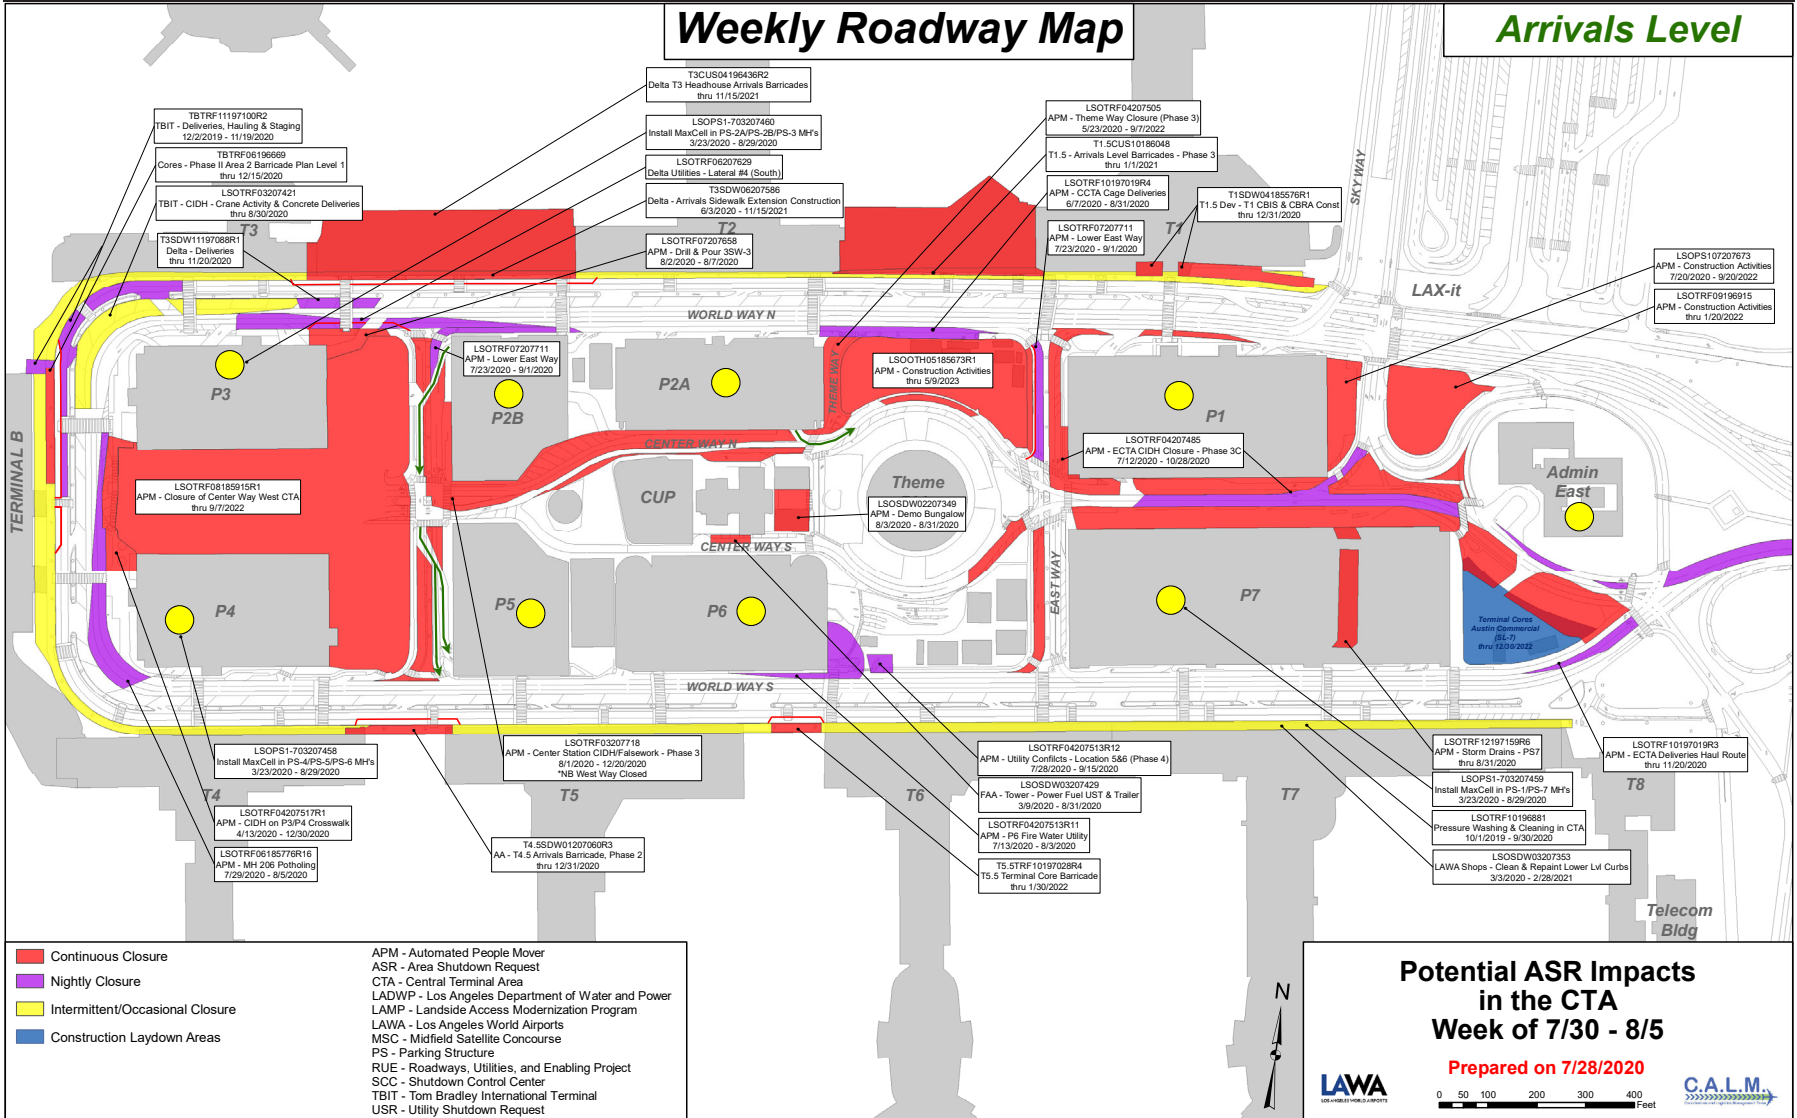 Weekly Roadway Map
Arrivals Level
T3CUS04196436R2
Delta T3 Headhouse Arrivals Barricades
thru 11/15/2021
TBTRF11197100R2
TBIT - Deliveries, Hauling & Staging
12/2/2019 - 11/19/2020
LSOPS1-703207460
Install MaxCell in PS-2A/PS-2B/PS-3 MH's
3/23/2020 - 8/29/2020
LSOTRF04207505
APM - Theme Way Closure (Phase 3)
5/23/2020 - 9/7/2022
TBTRF06196669
Cores - Phase II Area 2 Barricade Plan Level 1
thru 12/15/2020
LSOTRF06207629
Delta Utilities - Lateral #4 (South)
T1.5CUS10186048
T1.5 - Arrivals Level Barricades - Phase 3
thru 1/1/2021
LSOTRF03207421
TBIT - CIDH - Crane Activity & Concrete Deliveries
thru 8/30/2020
T3SDW06207586
Delta - Arrivals Sidewalk Extension Construction
6/3/2020 - 11/15/2021
LSOTRF10197019R4
APM - CCTA Cage Deliveries
6/7/2020 - 8/31/2020
T1SDW04185576R1
T1.5 Dev - T1 CBIS & CBRA Const
thru 12/31/2020
SKY WAY
T3
T2
T1
T3SDW11197088R1
Delta - Deliveries
thru 11/20/2020
LSOTRF07207658
APM - Drill & Pour 3SW-3
8/2/2020 - 8/7/2020
LSOTRF07207711
APM - Lower East Way
7/23/2020 - 9/1/2020
LSOPS107207673
APM - Construction Activities
7/20/2020 - 9/20/2022
LAX-it
LSOTRF09196915
APM - Construction Activities
thru 1/20/2022
WORLD WAY N
LSOTRF07207711
APM - Lower East Way
7/23/2020 - 9/1/2020
LSOOTH05185673R1
APM - Construction Activities
thru 5/9/2023
THEME WAY
P3
P2B
P2A
P1
CENTER WAY N
LSOTRF04207485
APM - ECTA CIDH Closure - Phase 3C
7/12/2020 - 10/28/2020
TERMINAL B
LSOTRF08185915R1
APM - Closure of Center Way West CTA
thru 9/7/2022
CUP
Theme
LSOSDW02207349
APM - Demo Bungalow
8/3/2020 - 8/31/2020
Admin
East
CENTER WAY S
EAST WAY
P4
P5
P6
P7
Terminal Cores
Austin Commercial
(SL-7)
thru 12/30/2022
WORLD WAY S
LSOPS1-703207458
Install MaxCell in PS-4/PS-5/PS-6 MH's
3/23/2020 - 8/29/2020
LSOTRF03207718
APM - Center Station CIDH/Falsework - Phase 3
8/1/2020 - 12/20/2020
*NB West Way Closed
LSOTRF04207513R12
APM - Utility Confilcts - Location 5&6 (Phase 4)
7/28/2020 - 9/15/2020
LSOTRF12197159R6
APM - Storm Drains - PS7
thru 8/31/2020
LSOTRF10197019R3
APM - ECTA Deliveries Haul Route
thru 11/20/2020
T4
T5
T6
T7
T8
LSOSDW03207429
FAA - Tower - Power Fuel UST & Trailer
3/9/2020 - 8/31/2020
LSOPS1-703207459
Install MaxCell in PS-1/PS-7 MH's
3/23/2020 - 8/29/2020
LSOTRF04207517R1
APM - CIDH on P3/P4 Crosswalk
4/13/2020 - 12/30/2020
LSOTRF04207513R11
APM - P6 Fire Water Utility
7/13/2020 - 8/3/2020
LSOTRF10196881
Pressure Washing & Cleaning in CTA
10/1/2019 - 9/30/2020
LSOTRF06185776R16
APM - MH 206 Potholing
7/29/2020 - 8/5/2020
T4.5SDW01207060R3
AA - T4.5 Arrivals Barricade, Phase 2
thru 12/31/2020
T5.5TRF10197028R4
T5.5 Terminal Core Barricade
thru 1/30/2022
LSOSDW03207353
LAWA Shops - Clean & Repaint Lower Lvl Curbs
3/3/2020 - 2/28/2021
Telecom
Bldg
Continuous Closure
Nightly Closure
Intermittent/Occasional Closure
Construction Laydown Areas
APM - Automated People Mover
ASR - Area Shutdown Request
CTA - Central Terminal Area
LADWP - Los Angeles Department of Water and Power
LAMP - Landside Access Modernization Program
LAWA - Los Angeles World Airports
MSC - Midfield Satellite Concourse
PS - Parking Structure
RUE - Roadways, Utilities, and Enabling Project
SCC - Shutdown Control Center
TBIT - Tom Bradley International Terminal
USR - Utility Shutdown Request
N
Potential ASR Impacts
in the CTA
Week of 7/30 - 8/5
Prepared on 7/28/2020
LAWA
LOS ANGELES WORLD AIRPORTS
0 50 100 200 300 400
Feet
C.A.L.M.